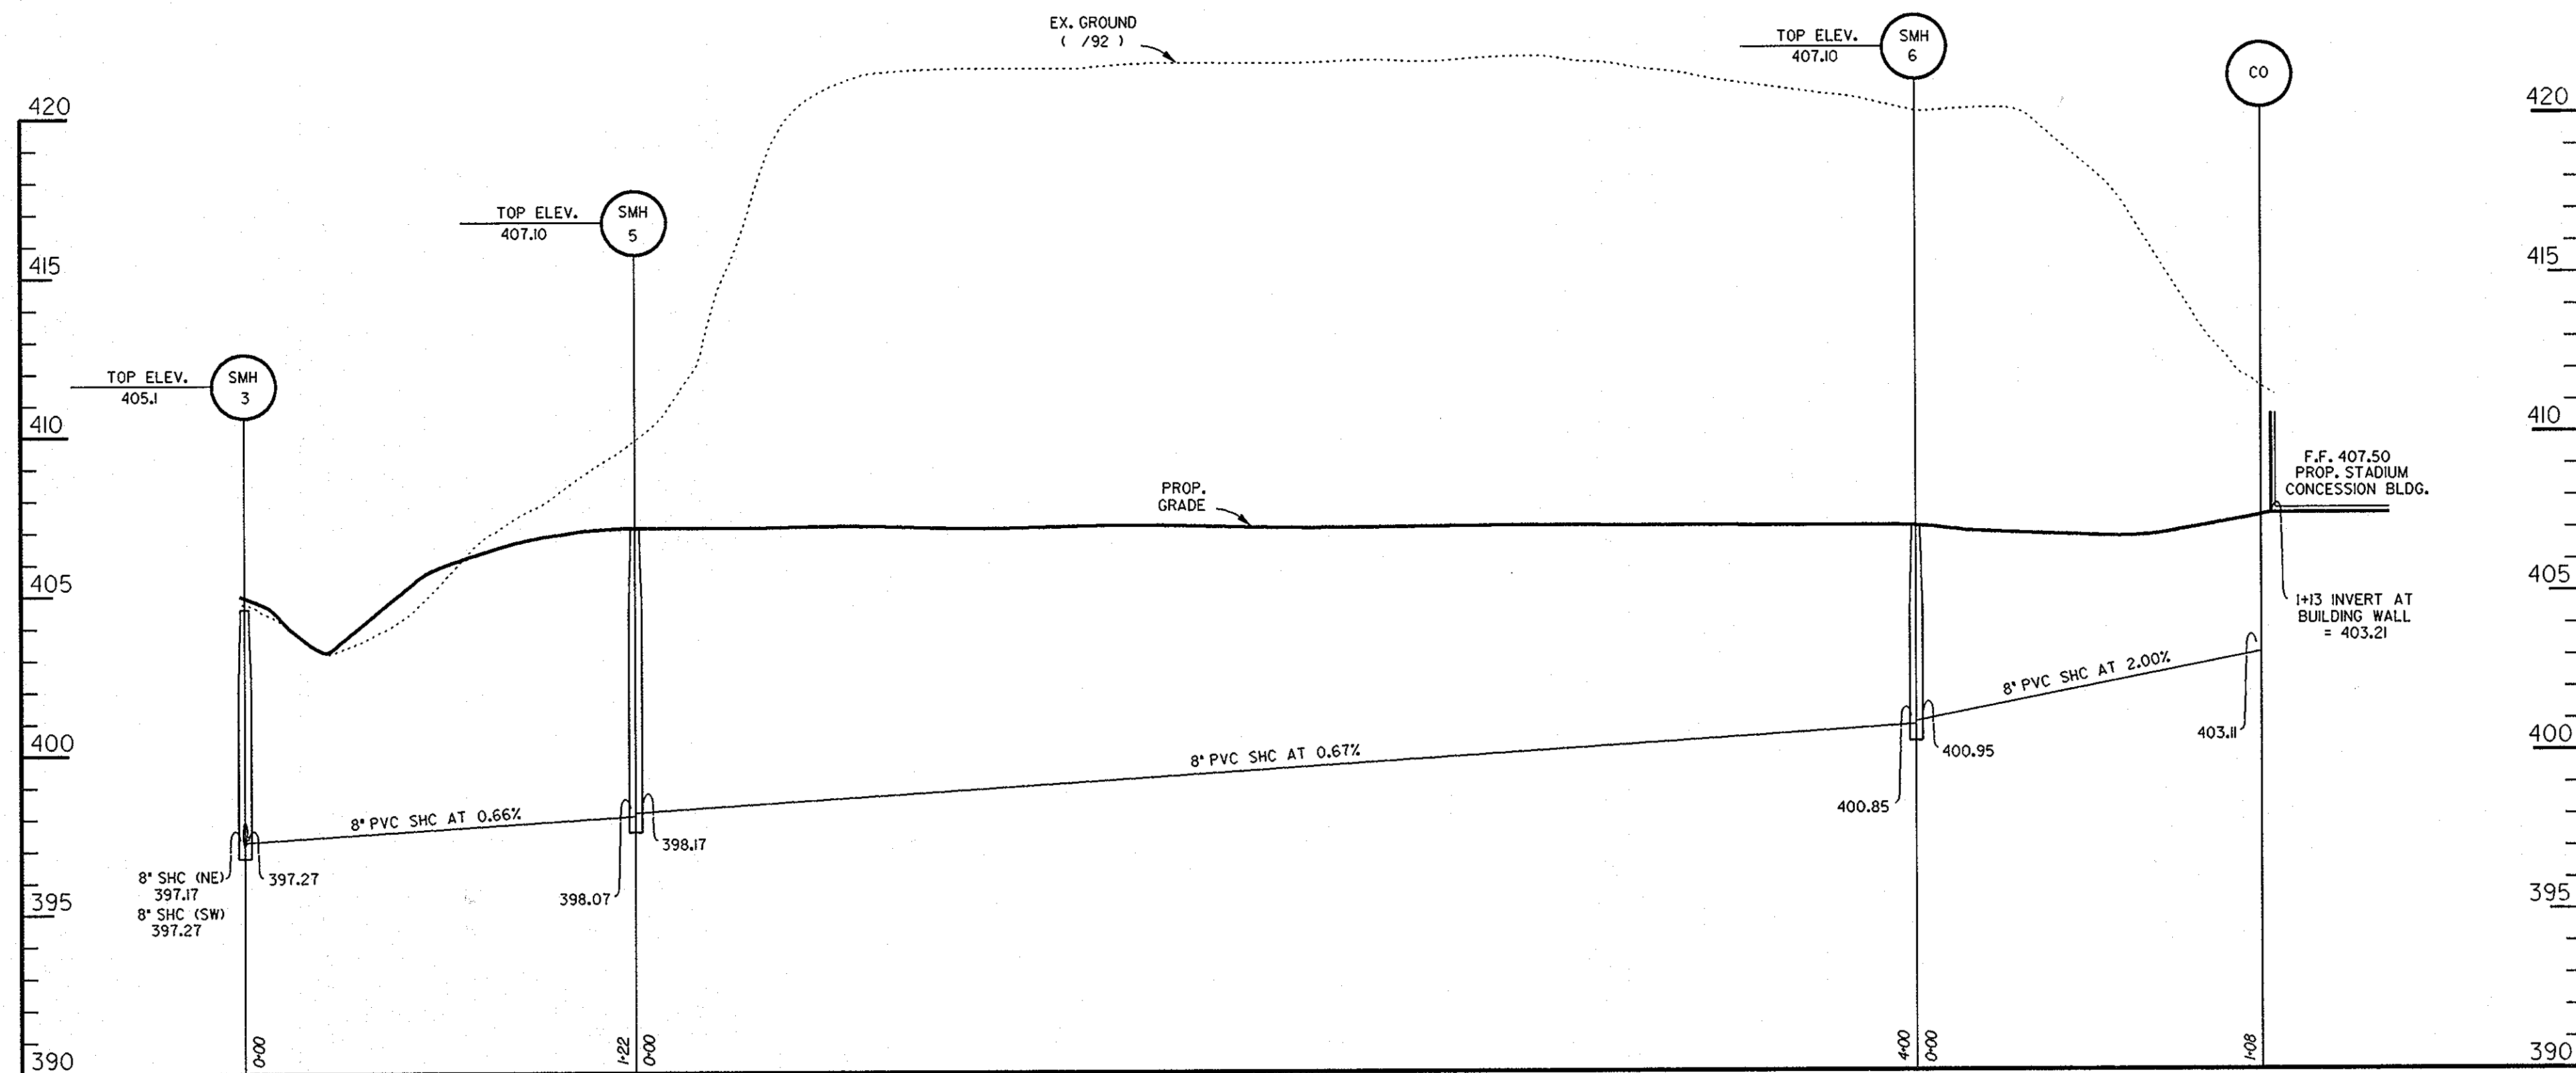 EX. GROUND
( /92 )
TOP ELEV.
407.10
SMH
6
CO
420
420
TOP ELEV.
407.10
SMH
5
415
415
TOP ELEV.
405.1
SMH
3
410
410
F.F. 407.50
PROP. STADIUM
CONCESSION BLDG.
PROP.
GRADE
405
405
1+13 INVERT AT
BUILDING WALL
= 403.21
8" PVC SHC AT 2.00%
403.11
400
400
400.95
8" PVC SHC AT 0.67%
400.85
8" PVC SHC AT 0.66%
398.17
8" SHC (NE)
397.17
8" SHC (SW)
397.27
397.27
398.07
395
395
0+00
1+22
0+00
4+00
0+00
1+08
390
390